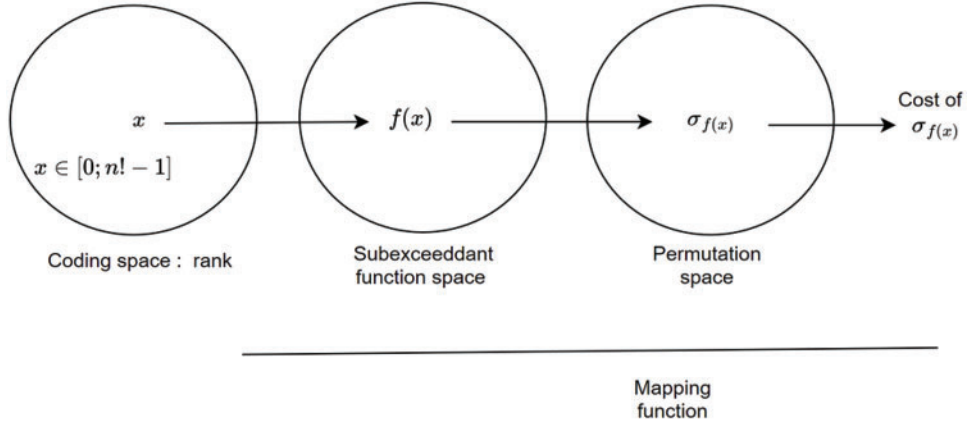 x
x ∈ [0; n! − 1]
f(x)
σ_{f(x)}
Cost of
σ_{f(x)}
Coding space : rank
Subexceeddant
function space
Permutation
space
Mapping
function